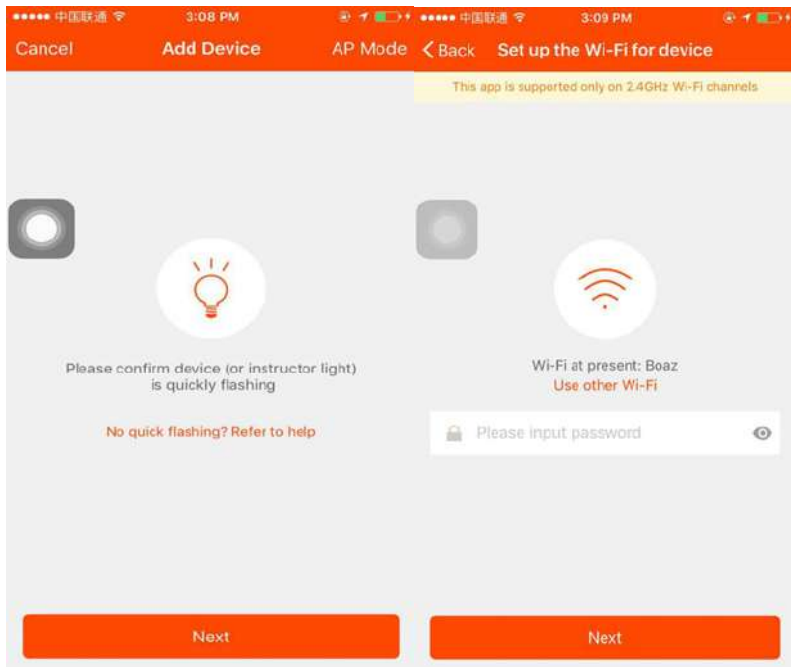 中国联通 3:08 PM
Cancel Add Device AP Mode
Please confirm device (or instructor light)
is quickly flashing
No quick flashing? Refer to help
Next
中国联通 3:09 PM
Back Set up the Wi-Fi for device
This app is supported only on 2.4GHz Wi-Fi channels
Wi-Fi at present: Boaz
Use other Wi-Fi
Please input password
Next